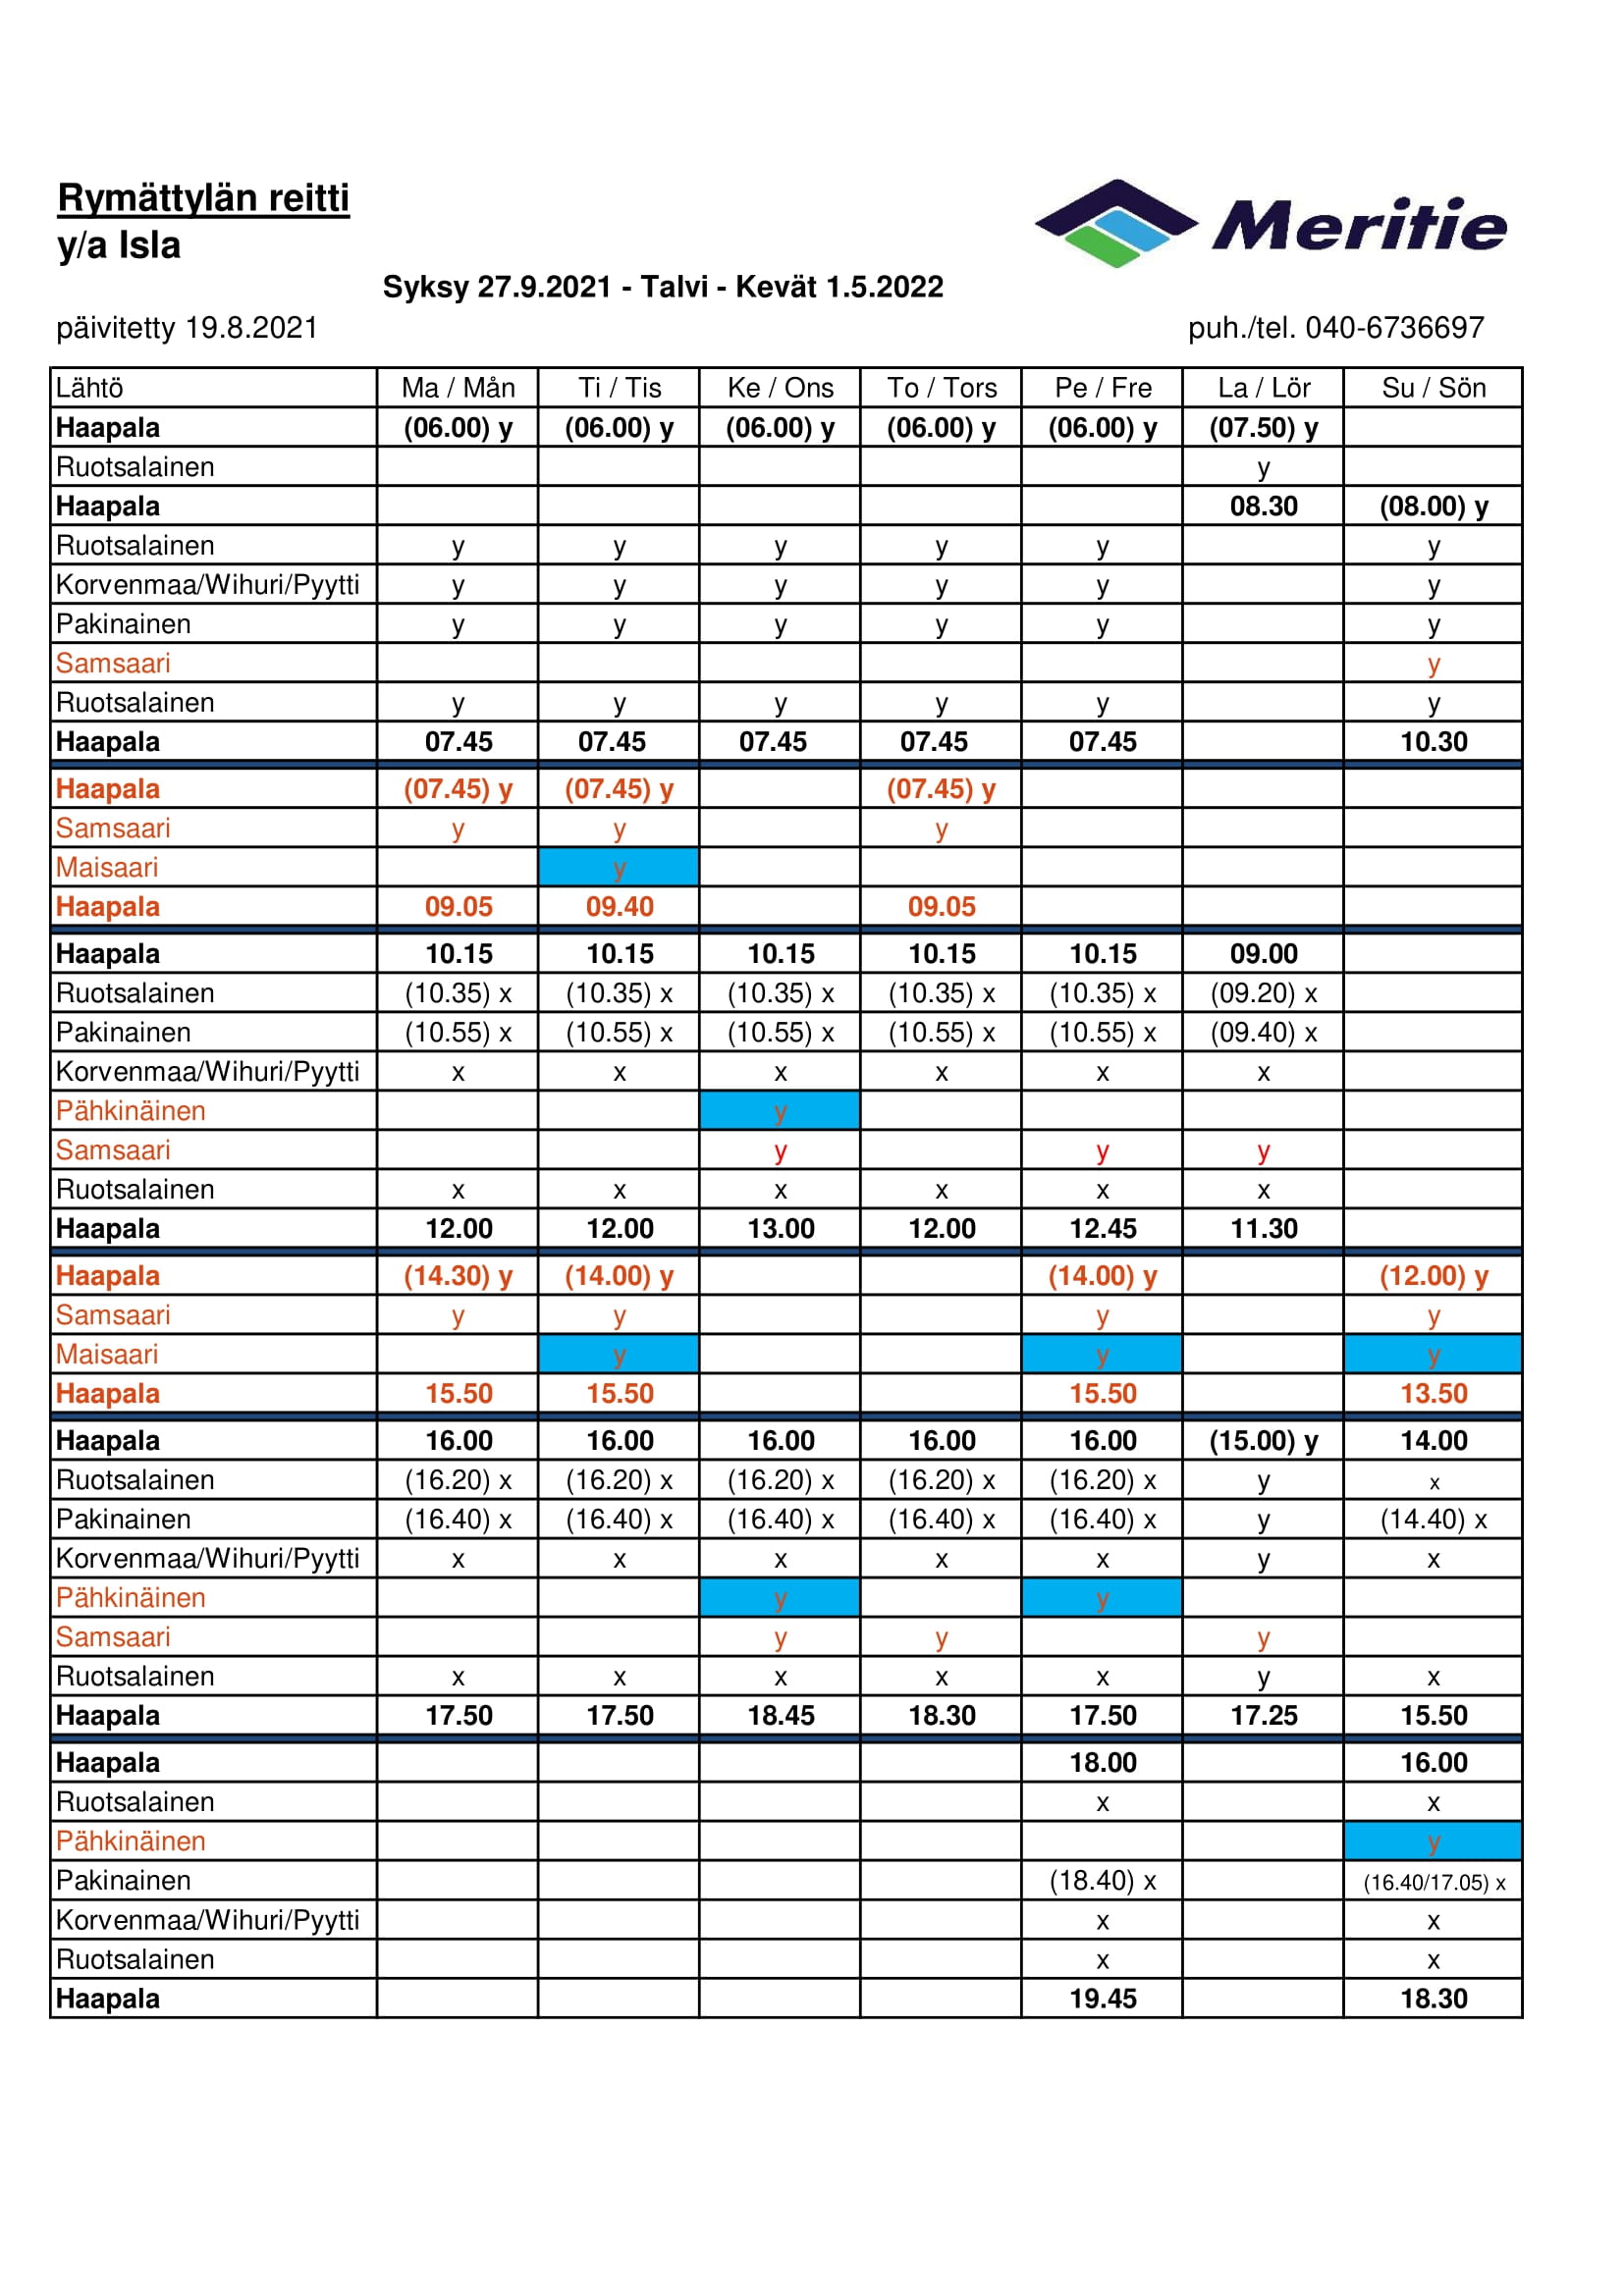 Rymättylän reitti
Meritie
y/a Isla
Syksy 27.9.2021 - Talvi - Kevät 1.5.2022
päivitetty 19.8.2021 puh./tel. 040-6736697
Lähtö Ma / Mån Ti / Tis Ke / Ons To / Tors Pe / Fre La / Lör Su / Sön
Haapala (06.00) y (06.00) y (06.00) y (06.00) y (06.00) y (07.50) y
Ruotsalainen y
Haapala 08.30 (08.00) y
Ruotsalainen y y y y y y
Korvenmaa/Wihuri/Pyytti y y y y y y
Pakinainen y y y y y y
Samsaari y
Ruotsalainen y y y y y y
Haapala 07.45 07.45 07.45 07.45 07.45 10.30
Haapala (07.45) y (07.45) y (07.45) y
Samsaari y y y
Maisaari y
Haapala 09.05 09.40 09.05
Haapala 10.15 10.15 10.15 10.15 10.15 09.00
Ruotsalainen (10.35) x (10.35) x (10.35) x (10.35) x (10.35) x (09.20) x
Pakinainen (10.55) x (10.55) x (10.55) x (10.55) x (10.55) x (09.40) x
Korvenmaa/Wihuri/Pyytti x x x x x x
Pähkinäinen y
Samsaari y y y
Ruotsalainen x x x x x x
Haapala 12.00 12.00 13.00 12.00 12.45 11.30
Haapala (14.30) y (14.00) y (14.00) y (12.00) y
Samsaari y y y y
Maisaari y y y
Haapala 15.50 15.50 15.50 13.50
Haapala 16.00 16.00 16.00 16.00 16.00 (15.00) y 14.00
Ruotsalainen (16.20) x (16.20) x (16.20) x (16.20) x (16.20) x y x
Pakinainen (16.40) x (16.40) x (16.40) x (16.40) x (16.40) x y (14.40) x
Korvenmaa/Wihuri/Pyytti x x x x x y x
Pähkinäinen y y
Samsaari y y y
Ruotsalainen x x x x x y x
Haapala 17.50 17.50 18.45 18.30 17.50 17.25 15.50
Haapala 18.00 16.00
Ruotsalainen x x
Pähkinäinen y
Pakinainen (18.40) x (16.40/17.05) x
Korvenmaa/Wihuri/Pyytti x x
Ruotsalainen x x
Haapala 19.45 18.30